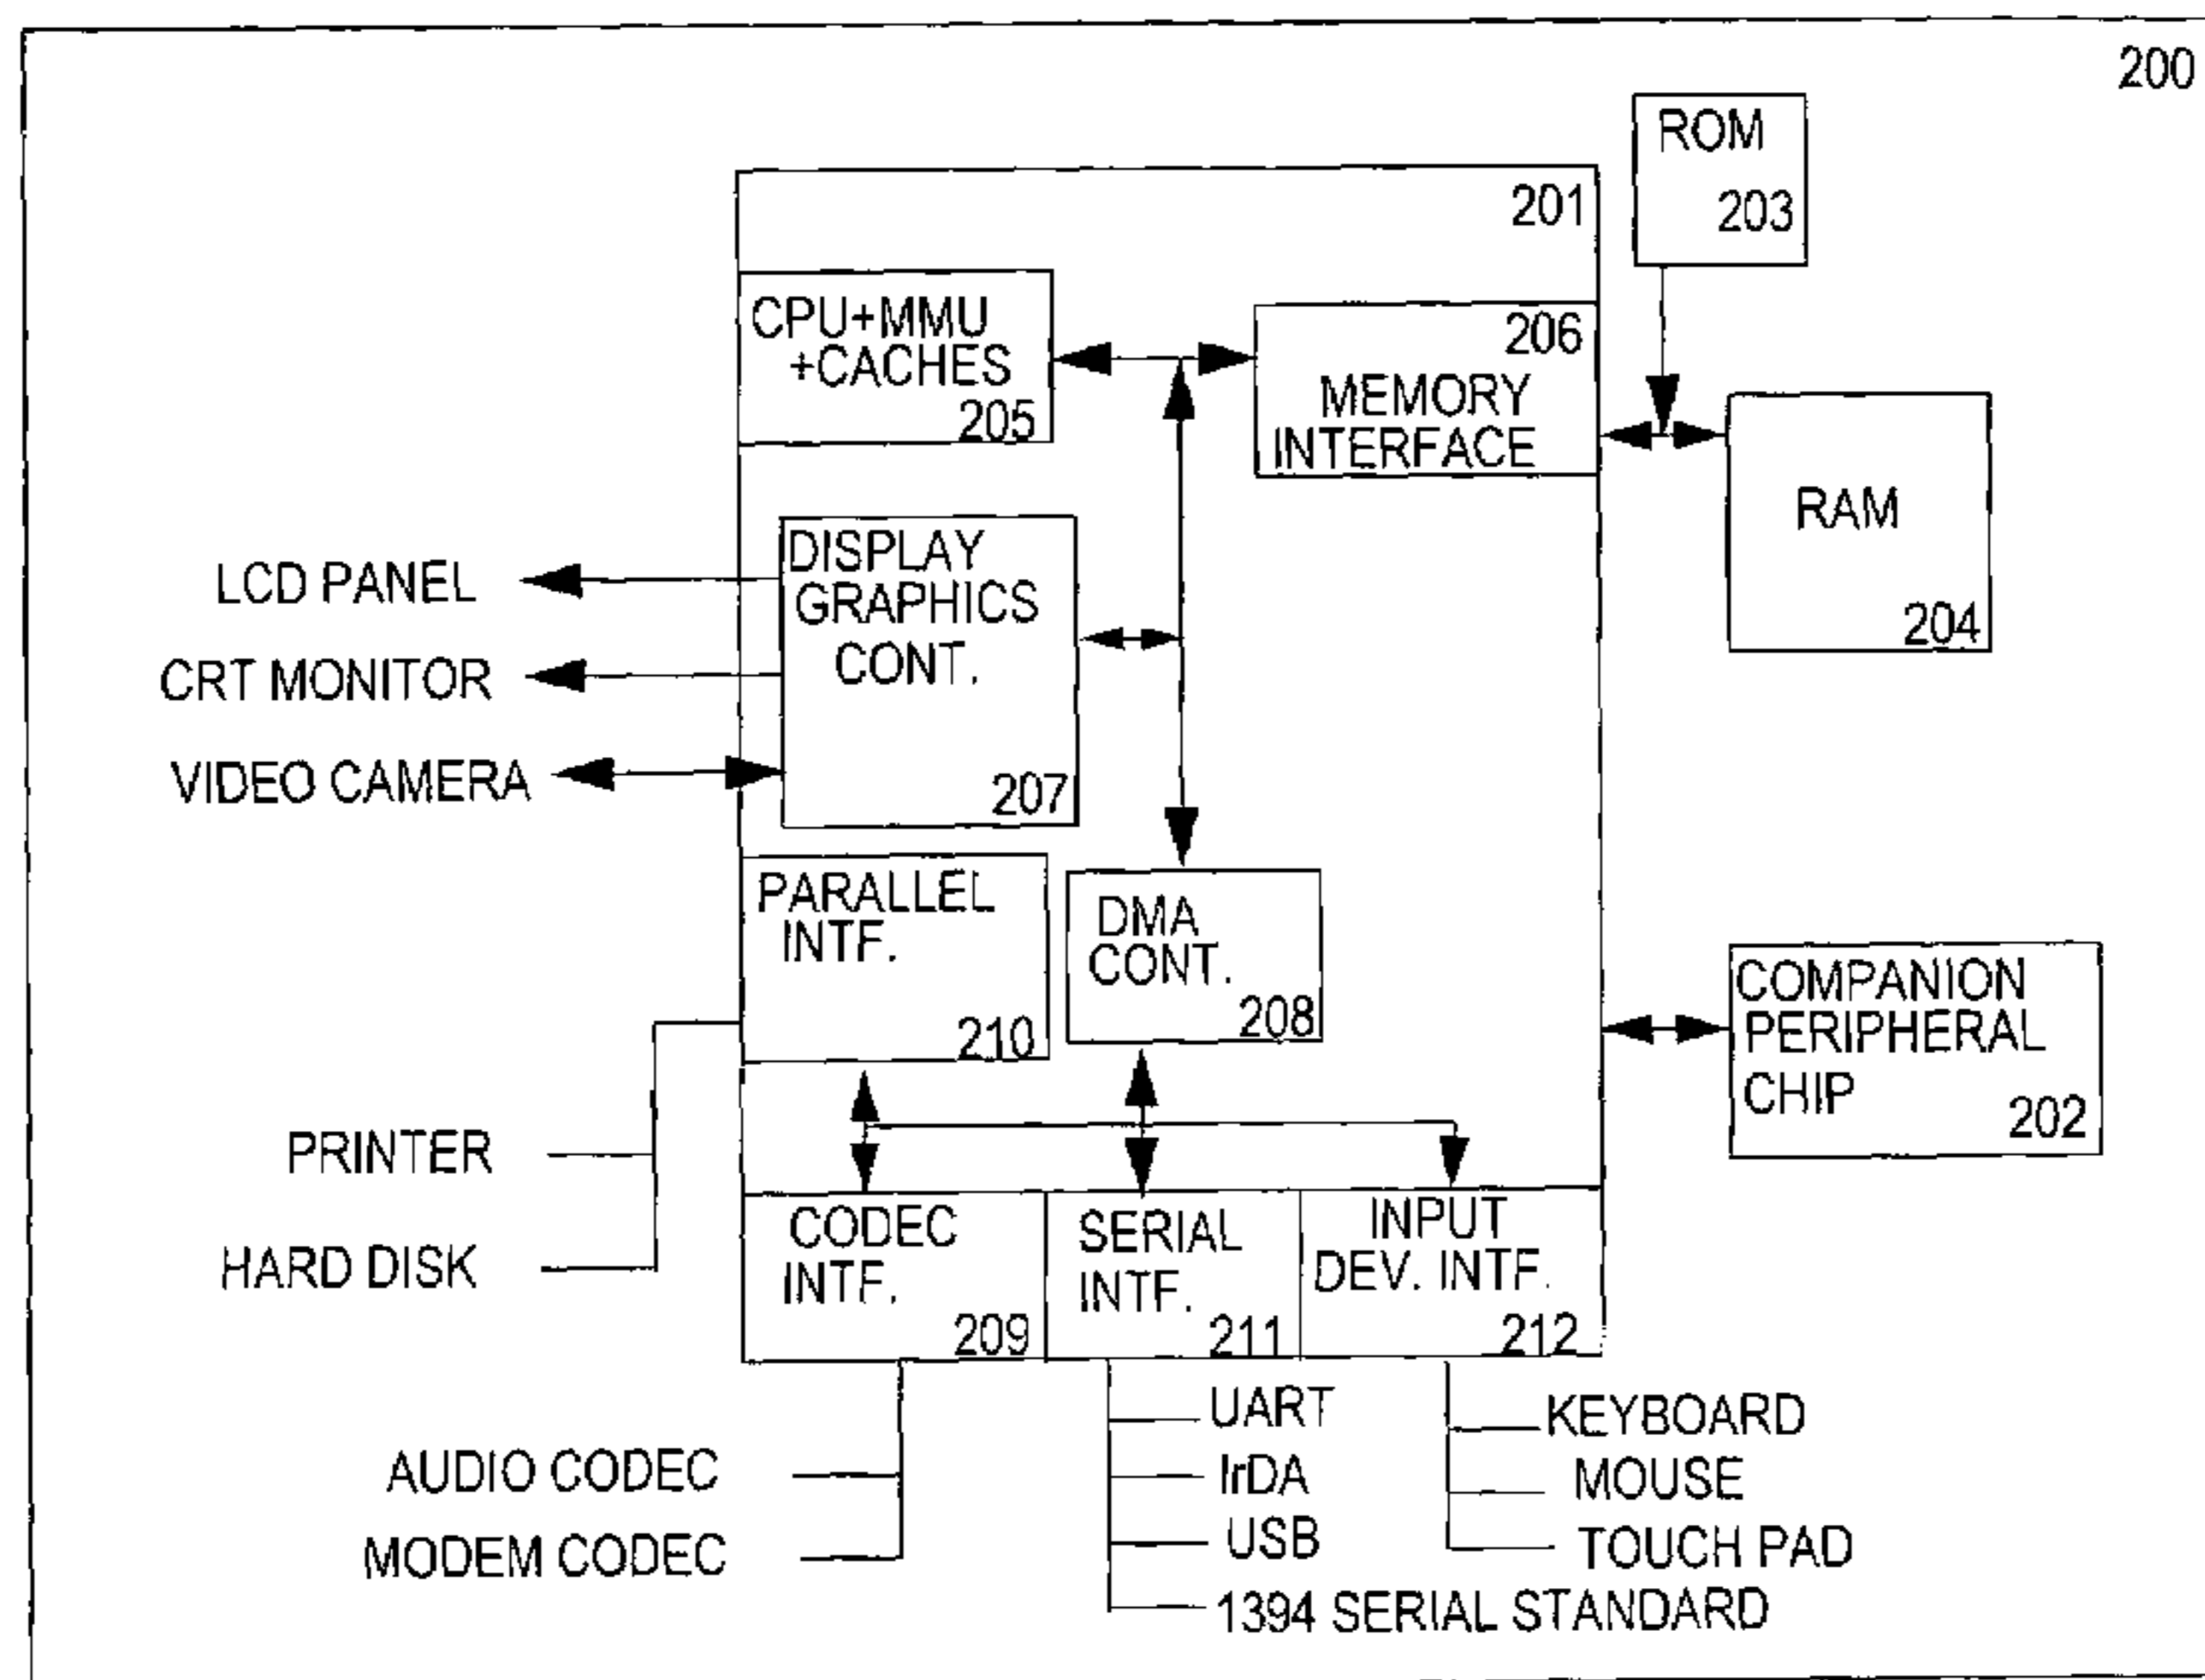 200
ROM
203
201
CPU+MMU
+CACHES
205
206
MEMORY
INTERFACE
RAM
204
LCD PANEL
CRT MONITOR
VIDEO CAMERA
DISPLAY
GRAPHICS
CONT.
207
PARALLEL
INTF.
210
DMA
CONT.
208
COMPANION
PERIPHERAL
CHIP
202
PRINTER
HARD DISK
CODEC
INTF.
209
SERIAL
INTF.
211
INPUT
DEV. INTF.
212
AUDIO CODEC
MODEM CODEC
UART
IrDA
USB
1394 SERIAL STANDARD
KEYBOARD
MOUSE
TOUCH PAD